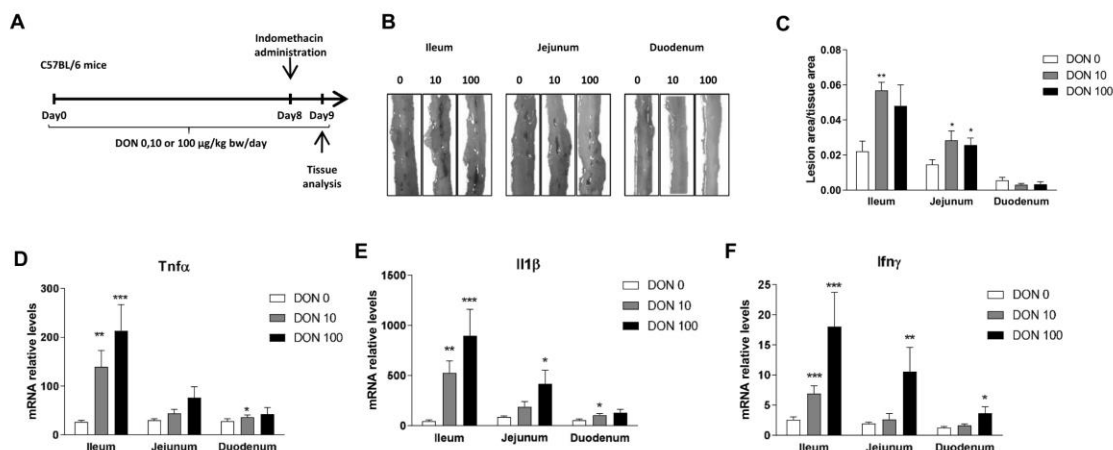 A
C57BL/6 mice
Indomethacin
administration
Day0
Day8 Day9
DON 0,10 or 100 µg/kg bw/day
Tissue
analysis
B
Ileum Jejunum Duodenum
0 10 100 0 10 100 0 10 100
C
Lesion area/tissue area
0.08
0.06
0.04
0.02
0.00
** * *
DON 0
DON 10
DON 100
Ileum Jejunum Duodenum
D
Tnfα
mRNA relative levels
300
200
100
0
** *** *
DON 0
DON 10
DON 100
Ileum Jejunum Duodenum
E
Il1β
mRNA relative levels
1500
1000
500
0
** *** * *
DON 0
DON 10
DON 100
Ileum Jejunum Duodenum
F
Ifnγ
mRNA relative levels
25
20
15
10
5
0
*** *** ** *
DON 0
DON 10
DON 100
Ileum Jejunum Duodenum